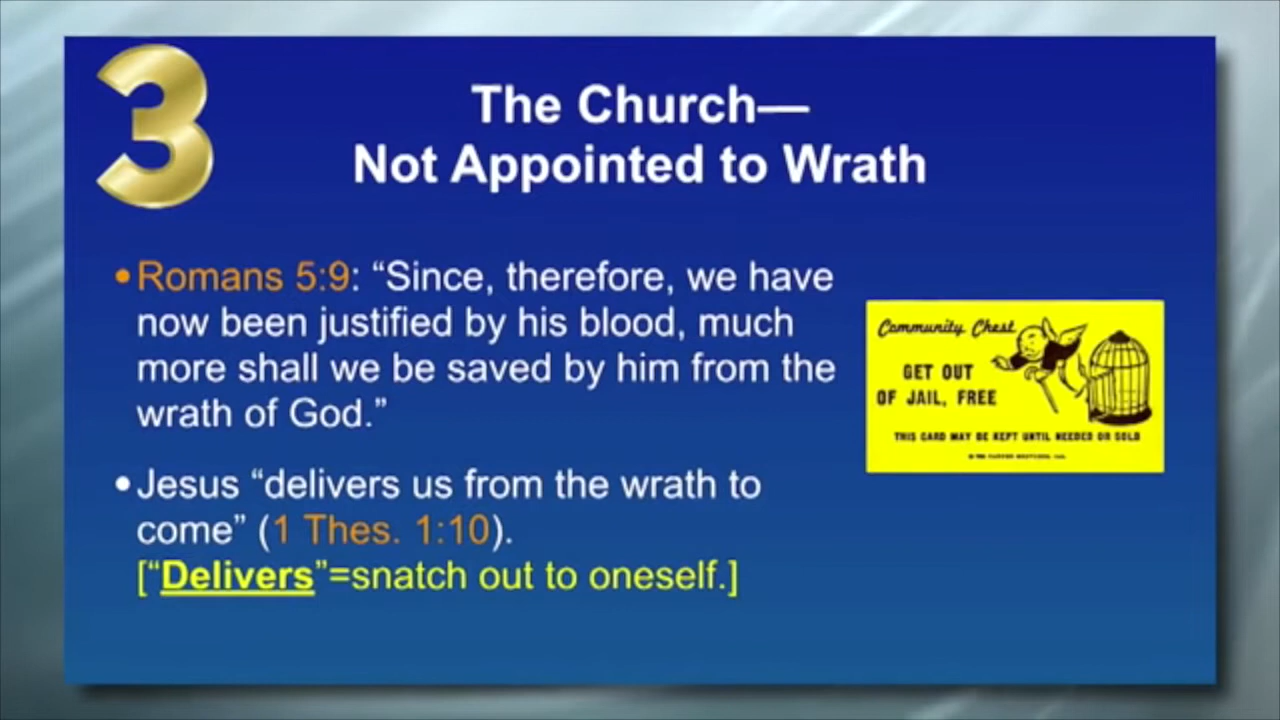 3
The Church—
Not Appointed to Wrath
•Romans 5:9: “Since, therefore, we have
now been justified by his blood, much
more shall we be saved by him from the
wrath of God.”
Community Chest
GET OUT
OF JAIL, FREE
THIS CARD MAY BE KEPT UNTIL NEEDED OR SOLD
•Jesus “delivers us from the wrath to
come” (1 Thes. 1:10).
[“Delivers”=snatch out to oneself.]